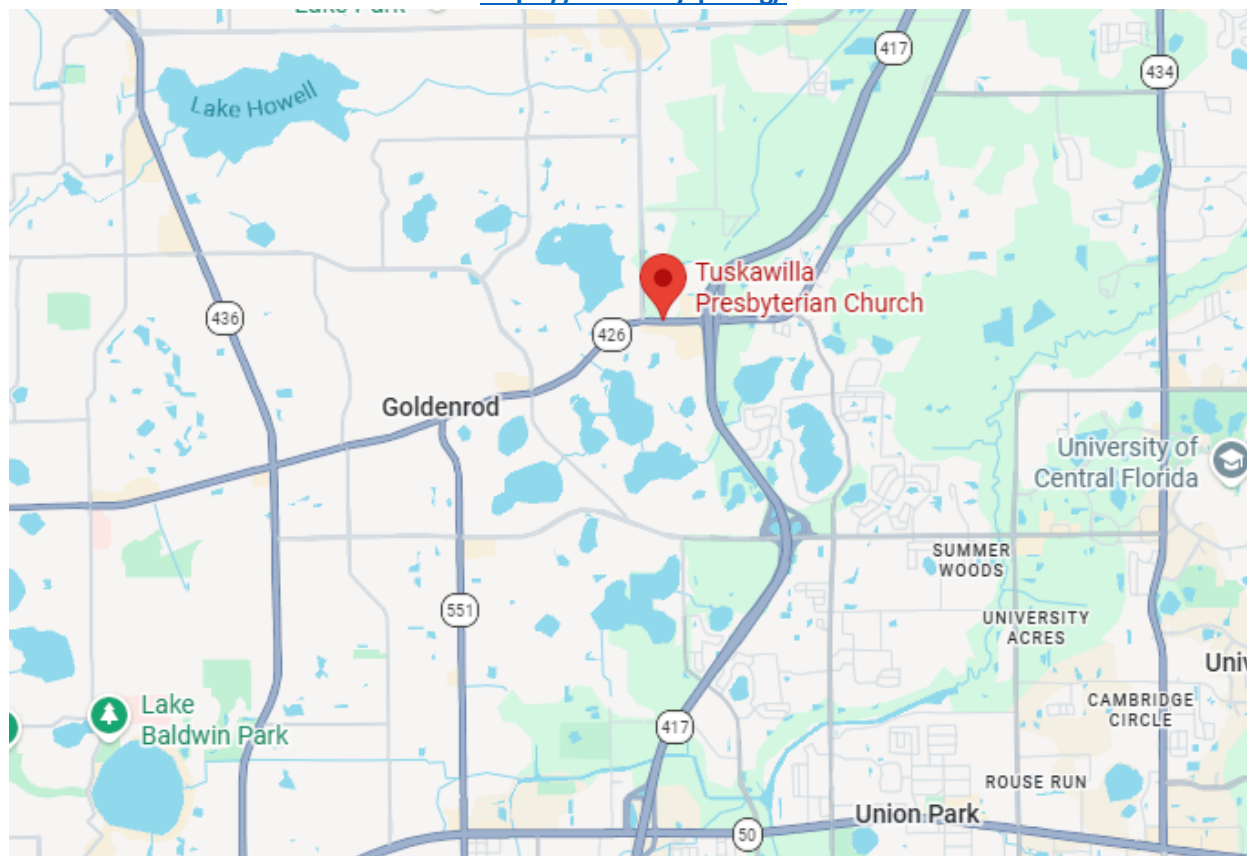 Lake Howell
417
434
Tuskawilla
Presbyterian Church
436
426
Goldenrod
University of
Central Florida
SUMMER
WOODS
551
UNIVERSITY
ACRES
Lake
Baldwin Park
417
CAMBRIDGE
CIRCLE
ROUSE RUN
Union Park
50